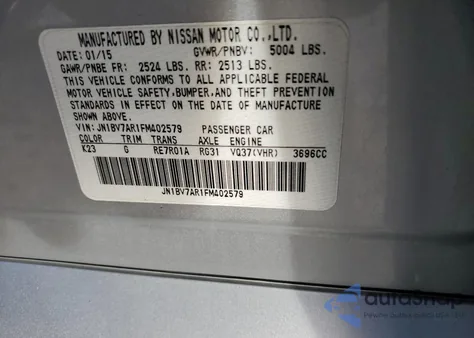 MANUFACTURED BY NISSAN MOTOR CO.,LTD.
DATE: 01/15 GVWR/PNBV: 5004 LBS.
GAWR/PNBE FR: 2524 LBS. RR: 2513 LBS.
THIS VEHICLE CONFORMS TO ALL APPLICABLE FEDERAL
MOTOR VEHICLE SAFETY,BUMPER,AND THEFT PREVENTION
STANDARDS IN EFFECT ON THE DATE OF MANUFACTURE
SHOWN ABOVE.
VIN:JN1BV7AR1FM402579 PASSENGER CAR
COLOR TRIM TRANS AXLE ENGINE
K23 G RE7R01A RG31 VQ37(VHR) 3696CC
JN1BV7AR1FM402579